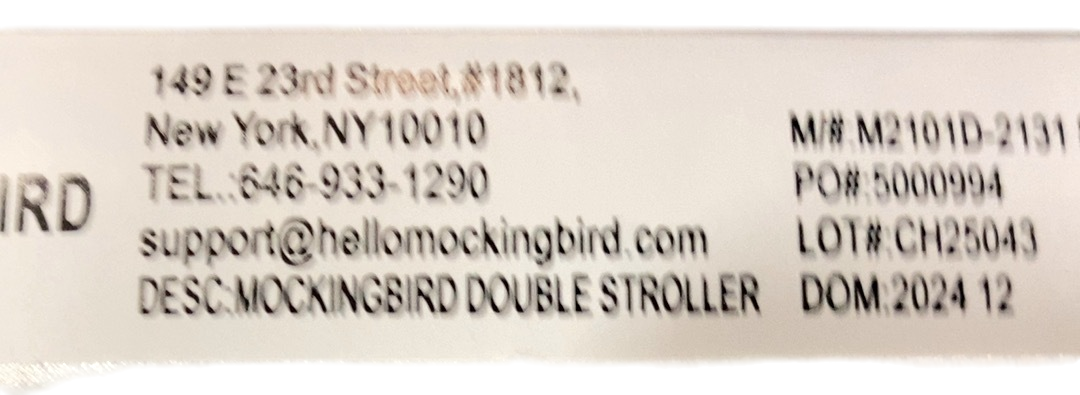 149 E 23rd Street,#1812,
New York,NY10010
TEL.:646-933-1290
support@hellomockingbird.com
DESC:MOCKINGBIRD DOUBLE STROLLER
IRD
M/#:M2101D-2131
PO#:5000994
LOT#:CH25043
DOM:2024 12